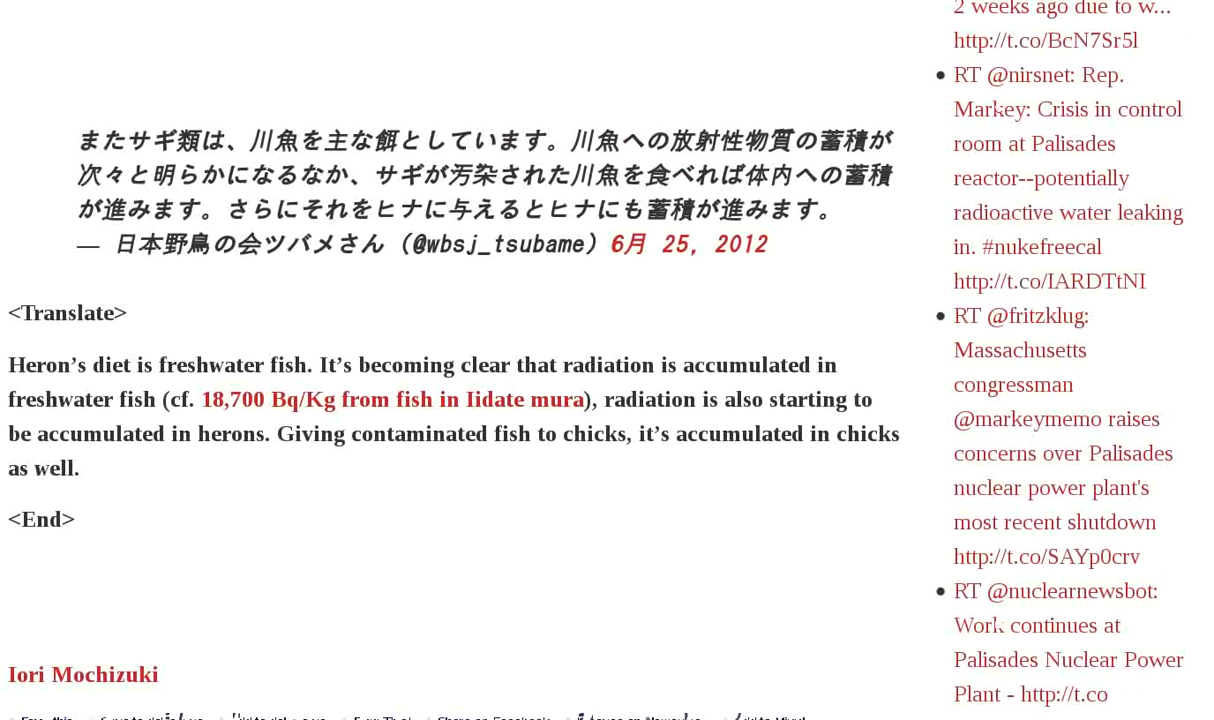 またサギ類は、川魚を主な餌としています。川魚への放射性物質の蓄積が
次々と明らかになるなか、サギが汚染された川魚を食べれば体内への蓄積
が進みます。さらにそれをヒナに与えるとヒナにも蓄積が進みます。
— 日本野鳥の会ツバメさん (@wbsj_tsubame) 6月 25, 2012
<Translate>
Heron’s diet is freshwater fish. It’s becoming clear that radiation is accumulated in
freshwater fish (cf. 18,700 Bq/Kg from fish in Iidate mura), radiation is also starting to
be accumulated in herons. Giving contaminated fish to chicks, it’s accumulated in chicks
as well.
<End>
Iori Mochizuki
2 weeks ago due to w...
http://t.co/BcN7Sr5l
RT @nirsnet: Rep.
Markey: Crisis in control
room at Palisades
reactor--potentially
radioactive water leaking
in. #nukefreecal
http://t.co/IARDTtNI
RT @fritzklug:
Massachusetts
congressman
@markeymemo raises
concerns over Palisades
nuclear power plant's
most recent shutdown
http://t.co/SAYp0crv
RT @nuclearnewsbot:
Work continues at
Palisades Nuclear Power
Plant - http://t.co